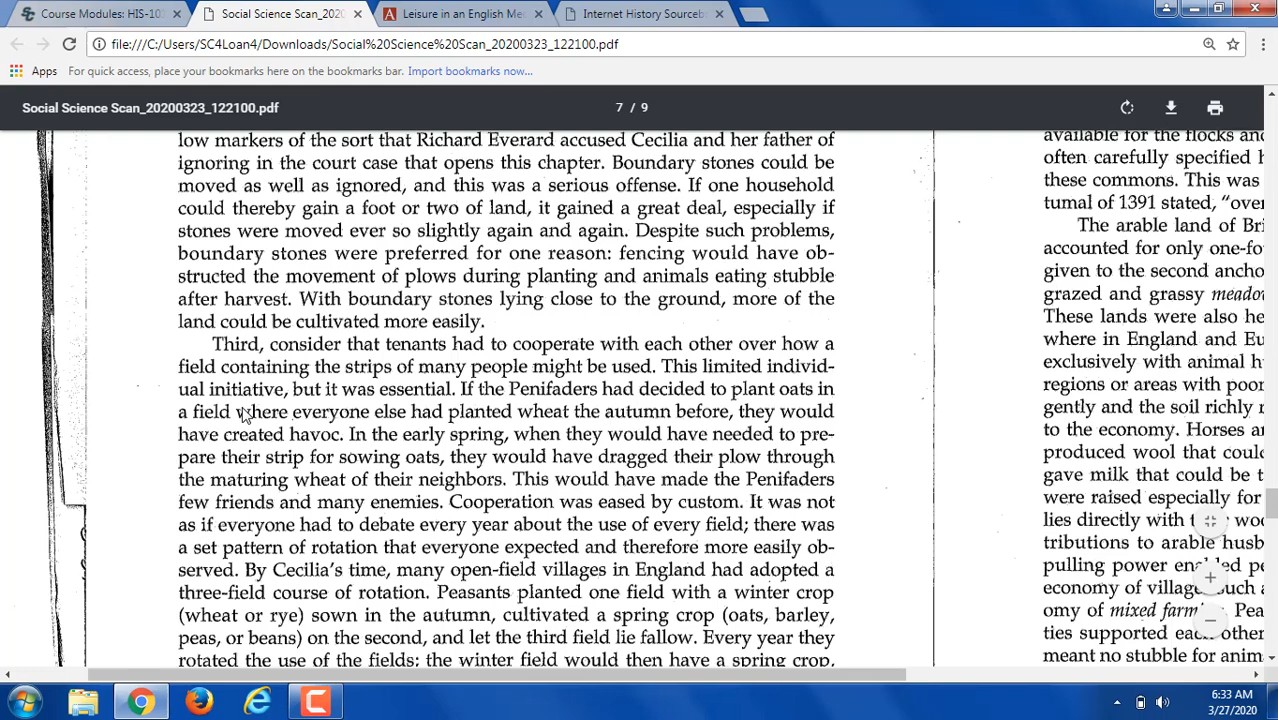 Course Modules: HIS-10
Social Science Scan_2020
Leisure in an English Me
Internet History Sourceb
file:///C:/Users/SC4Loan4/Downloads/Social%20Science%20Scan_20200323_122100.pdf
Apps
For quick access, place your bookmarks here on the bookmarks bar. Import bookmarks now...
Social Science Scan_20200323_122100.pdf
7 / 9
low markers of the sort that Richard Everard accused Cecilia and her father of
ignoring in the court case that opens this chapter. Boundary stones could be
moved as well as ignored, and this was a serious offense. If one household
could thereby gain a foot or two of land, it gained a great deal, especially if
stones were moved ever so slightly again and again. Despite such problems,
boundary stones were preferred for one reason: fencing would have ob-
structed the movement of plows during planting and animals eating stubble
after harvest. With boundary stones lying close to the ground, more of the
land could be cultivated more easily.
Third, consider that tenants had to cooperate with each other over how a
field containing the strips of many people might be used. This limited individ-
ual initiative, but it was essential. If the Penifaders had decided to plant oats in
a field where everyone else had planted wheat the autumn before, they would
have created havoc. In the early spring, when they would have needed to pre-
pare their strip for sowing oats, they would have dragged their plow through
the maturing wheat of their neighbors. This would have made the Penifaders
few friends and many enemies. Cooperation was eased by custom. It was not
as if everyone had to debate every year about the use of every field; there was
a set pattern of rotation that everyone expected and therefore more easily ob-
served. By Cecilia's time, many open-field villages in England had adopted a
three-field course of rotation. Peasants planted one field with a winter crop
(wheat or rye) sown in the autumn, cultivated a spring crop (oats, barley,
peas, or beans) on the second, and let the third field lie fallow. Every year they
rotated the use of the fields: the winter field would then have a spring crop,
available for the flocks and
often carefully specified h
these commons. This was
tumal of 1391 stated, "over
The arable land of Bri
accounted for only one-fo
given to the second ancho
grazed and grassy meadow
These lands were also he
where in England and Eu
exclusively with animal h
regions or areas with poor
gently and the soil richly r
to the economy. Horses an
produced wool that coul
gave milk that could be t
were raised especially for
lies directly with woo
tributions to arable husb
pulling power enabled pe
economy of village such a
omy of mixed farm Pea
ties supported each other
meant no stubble for anim
6:33 AM
3/27/2020